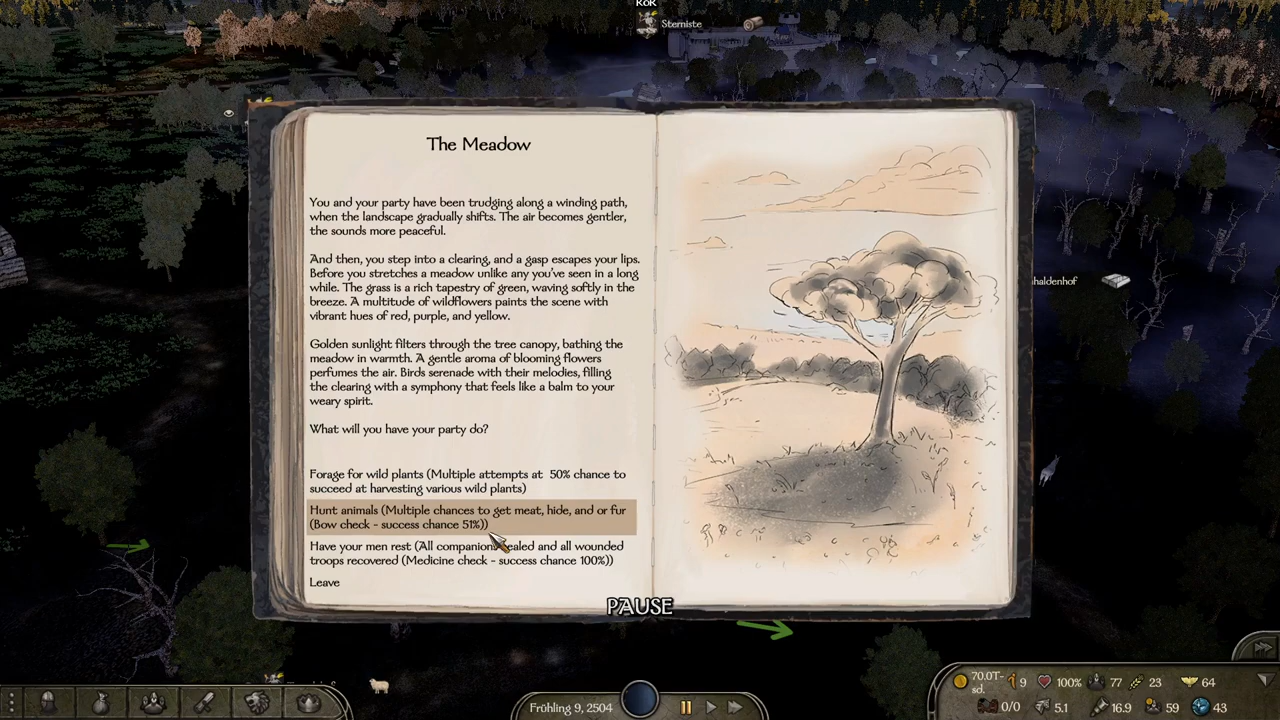 RoR
Sterniste
The Meadow
You and your party have been trudging along a winding path,
when the landscape gradually shifts. The air becomes gentler,
the sounds more peaceful.
And then, you step into a clearing, and a gasp escapes your lips.
Before you stretches a meadow unlike any you've seen in a long
while. The grass is a rich tapestry of green, waving softly in the
breeze. A multitude of wildflowers paints the scene with
vibrant hues of red, purple, and yellow.
Golden sunlight filters through the tree canopy, bathing the
meadow in warmth. A gentle aroma of blooming flowers
perfumes the air. Birds serenade with their melodies, filling
the clearing with a symphony that feels like a balm to your
weary spirit.
What will you have your party do?
Forage for wild plants (Multiple attempts at 50% chance to
succeed at harvesting various wild plants)
Hunt animals (Multiple chances to get meat, hide, and or fur
(Bow check - success chance 51%))
Have your men rest (All companions healed and all wounded
troops recovered (Medicine check - success chance 100%))
Leave
haldenhof
PAUSE
Frühling 9, 2504
70.0T-
sd.
9
100%
77
23
64
0/0
5.1
16.9
59
43